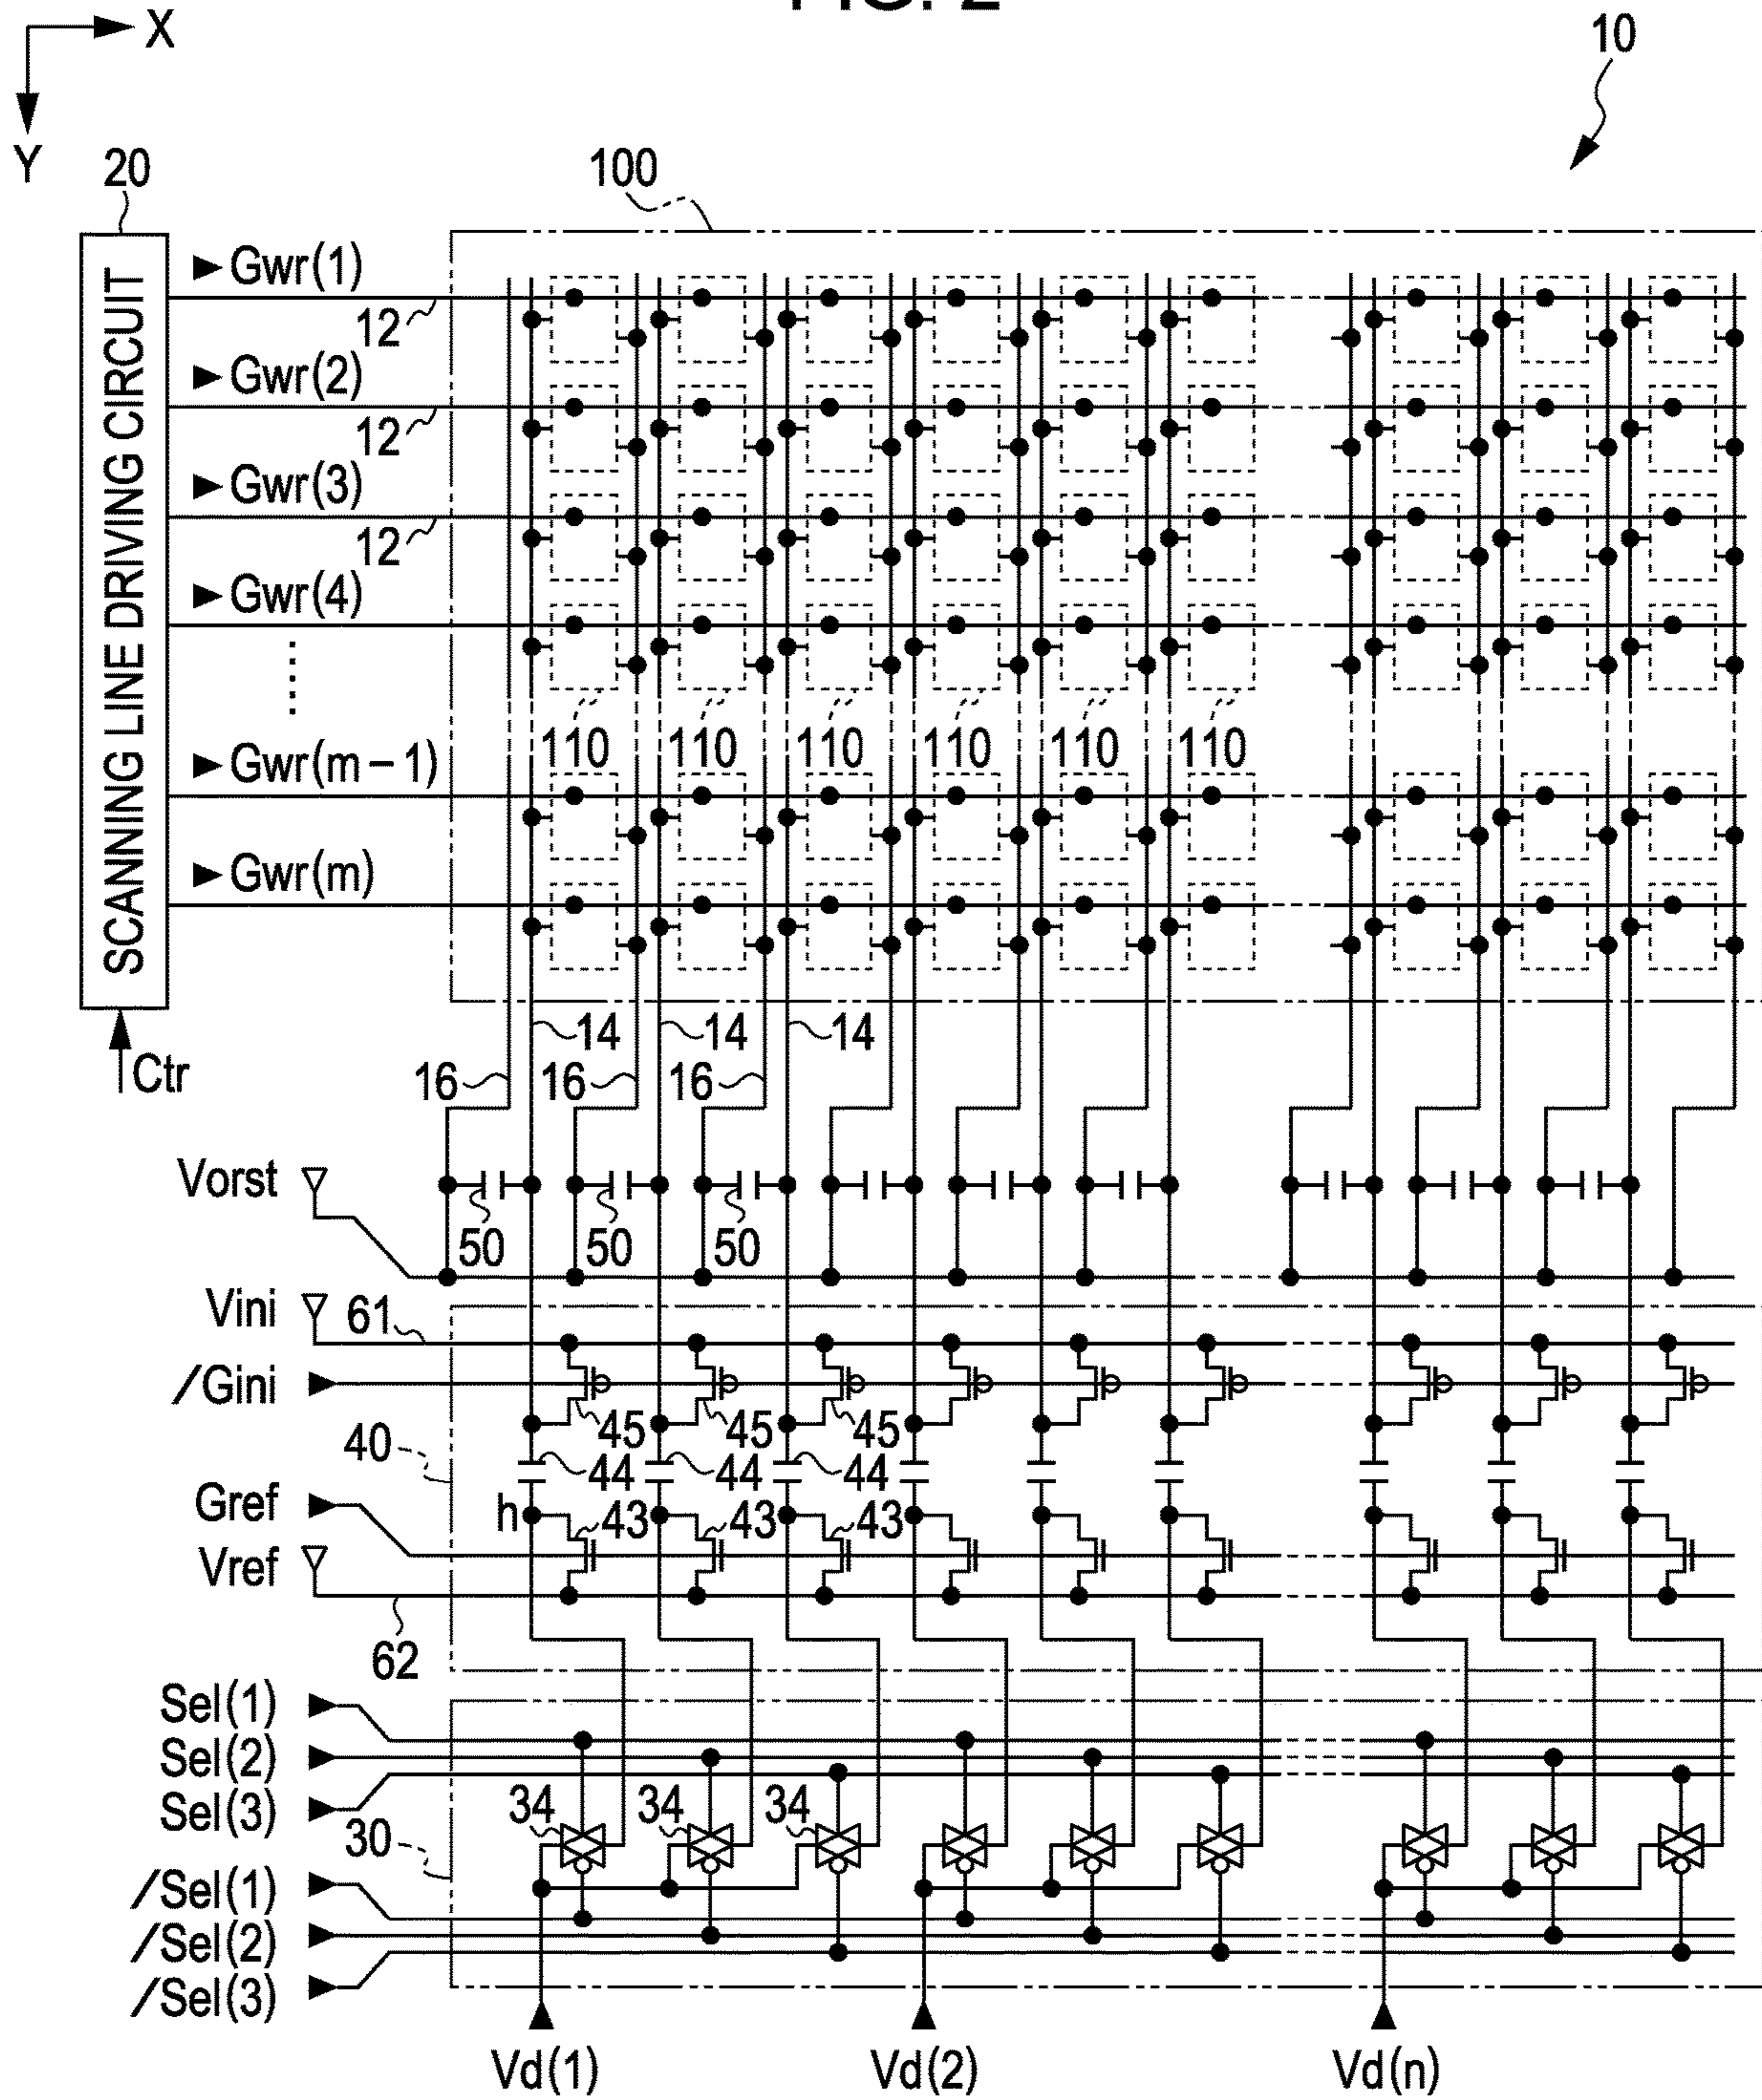 FIG. 2
X
10
Y
20
100
SCANNING LINE DRIVING CIRCUIT
Gwr(1)
12
Gwr(2)
12
Gwr(3)
12
Gwr(4)
110 110 110 110 110 110
Gwr(m−1)
Gwr(m)
14 14 14
Ctr
16 16 16
Vorst
50 50 50
Vini
61
/Gini
45 45 45
40
44 44 44
Gref
h 43 43 43
Vref
62
Sel(1)
Sel(2)
Sel(3)
34 34 34
30
/Sel(1)
/Sel(2)
/Sel(3)
Vd(1) Vd(2) Vd(n)